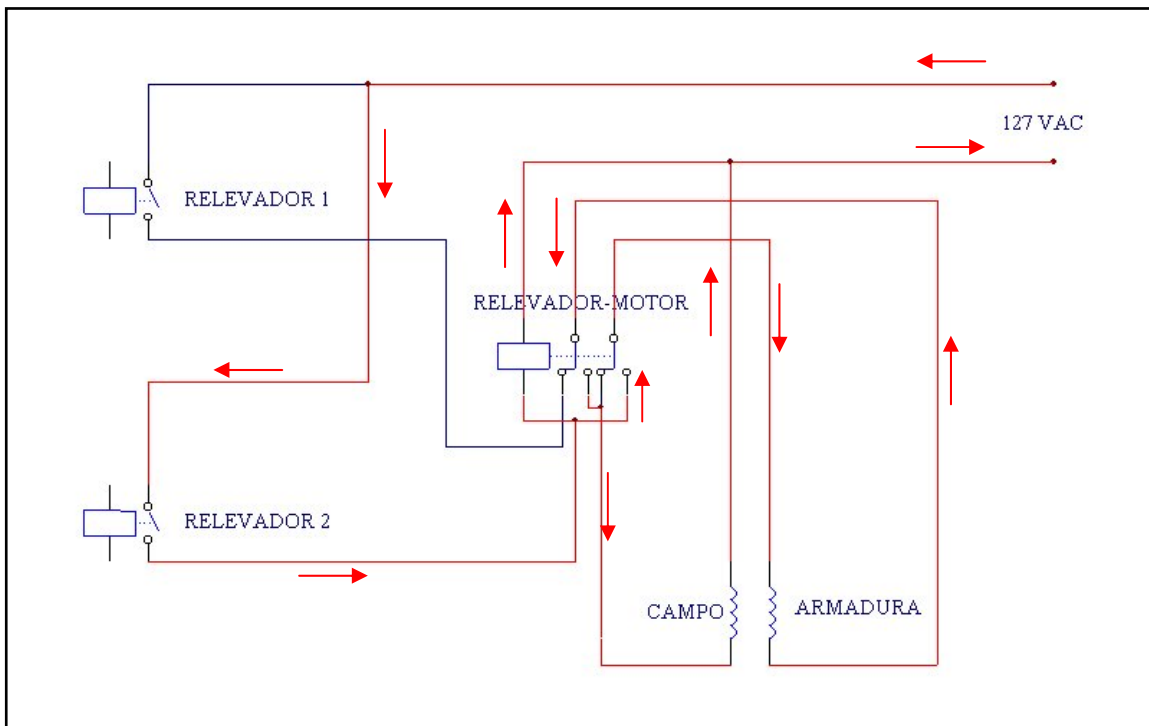 127 VAC
RELEVADOR 1
RELEVADOR-MOTOR
RELEVADOR 2
CAMPO
ARMADURA